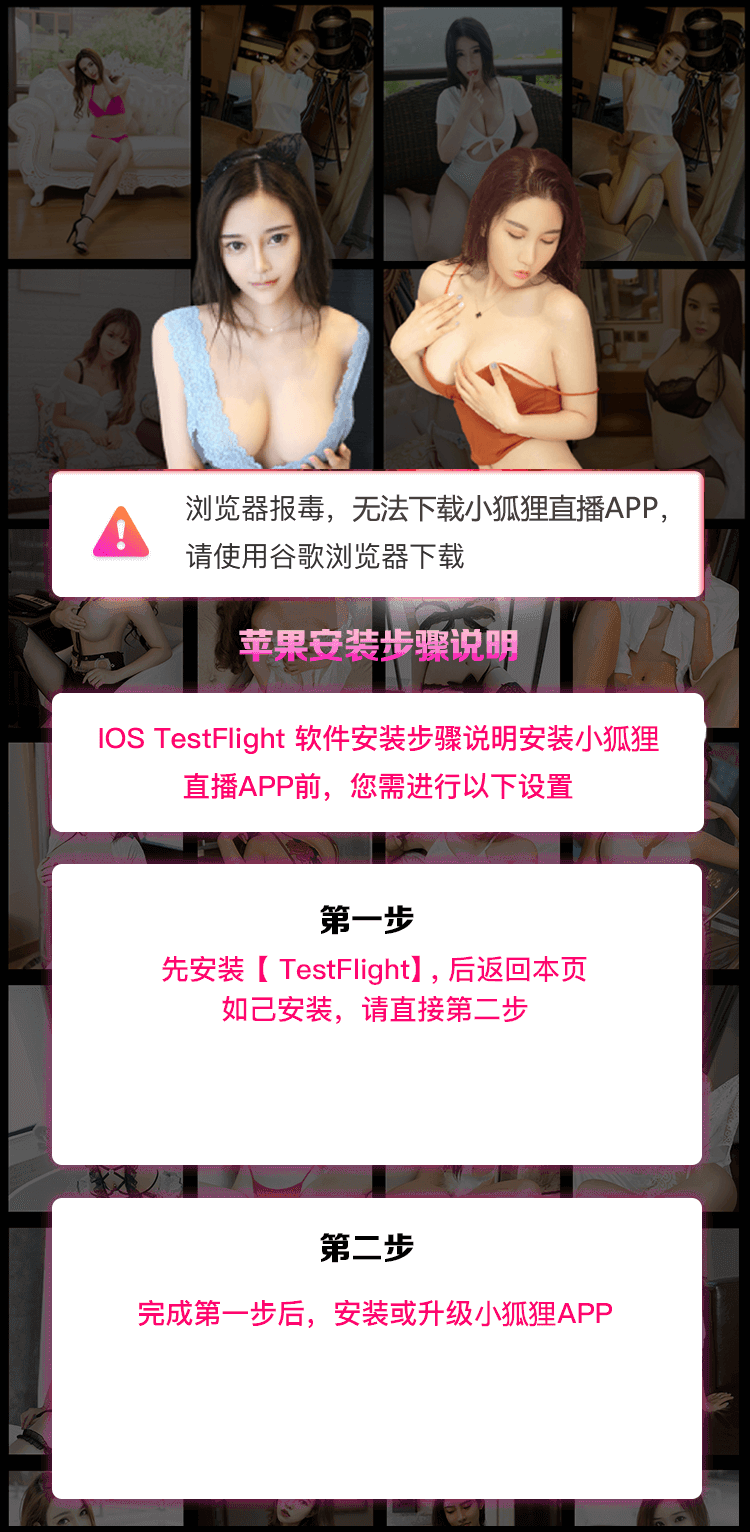 浏览器报毒，无法下载小狐狸直播APP，
请使用谷歌浏览器下载
苹果安装步骤说明
IOS TestFlight 软件安装步骤说明安装小狐狸
直播APP前，您需进行以下设置
第一步
先安装【 TestFlight】, 后返回本页
如己安装，请直接第二步
第二步
完成第一步后，安装或升级小狐狸APP